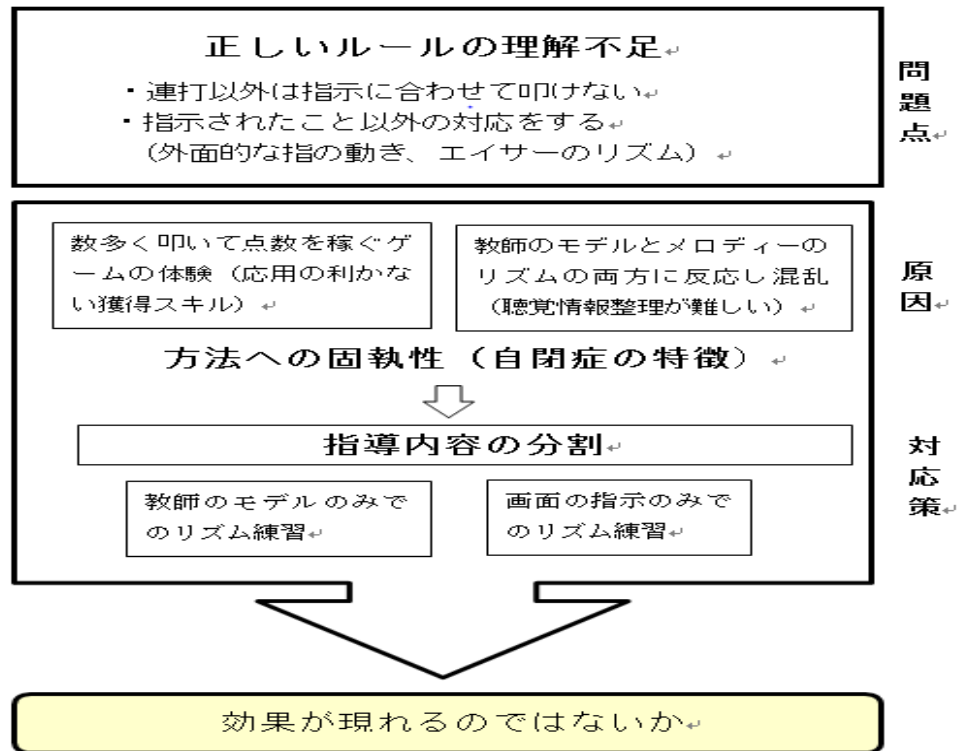 正しいルールの理解不足
・連打以外は指示に合わせて叩けない
・指示されたこと以外の対応をする
（外面的な指の動き、エイサーのリズム）
問題点
数多く叩いて点数を稼ぐゲ
ームの体験（応用の利かな
い獲得スキル）
教師のモデルとメロディーの
リズムの両方に反応し混乱
（聴覚情報整理が難しい）
原因
方法への固執性（自閉症の特徴）
指導内容の分割
教師のモデルのみで
のリズム練習
画面の指示のみで
のリズム練習
対応策
効果が現れるのではないか